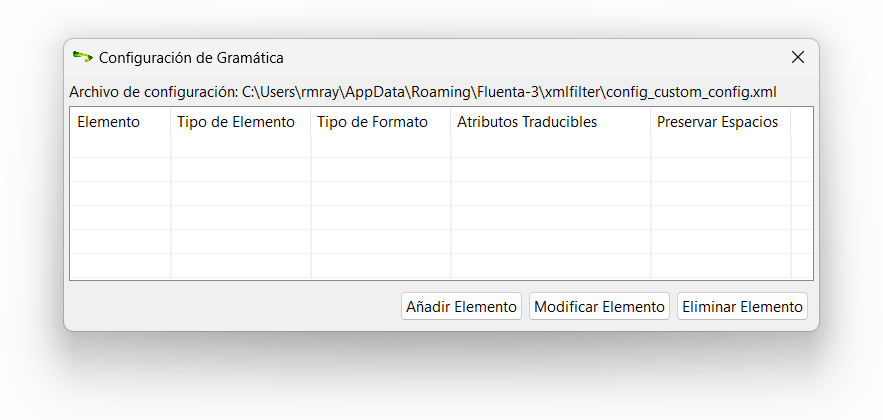 Configuración de Gramática
Archivo de configuración: C:\Users\rmray\AppData\Roaming\Fluenta-3\xmlfilter\config_custom_config.xml
Elemento Tipo de Elemento Tipo de Formato Atributos Traducibles Preservar Espacios
Añadir Elemento Modificar Elemento Eliminar Elemento